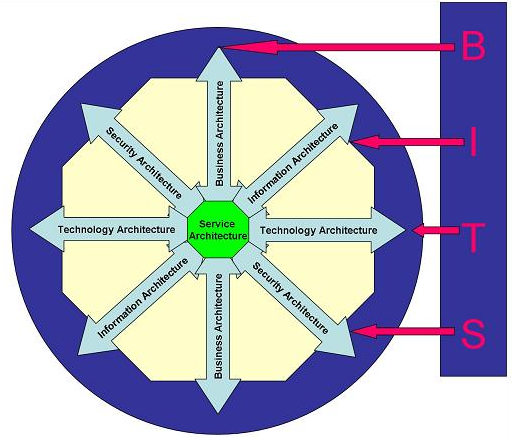 B
Business Architecture
Security Architecture
Information Architecture
I
Technology Architecture
Service
Architecture
Technology Architecture
T
Information Architecture
Security Architecture
Business Architecture
S